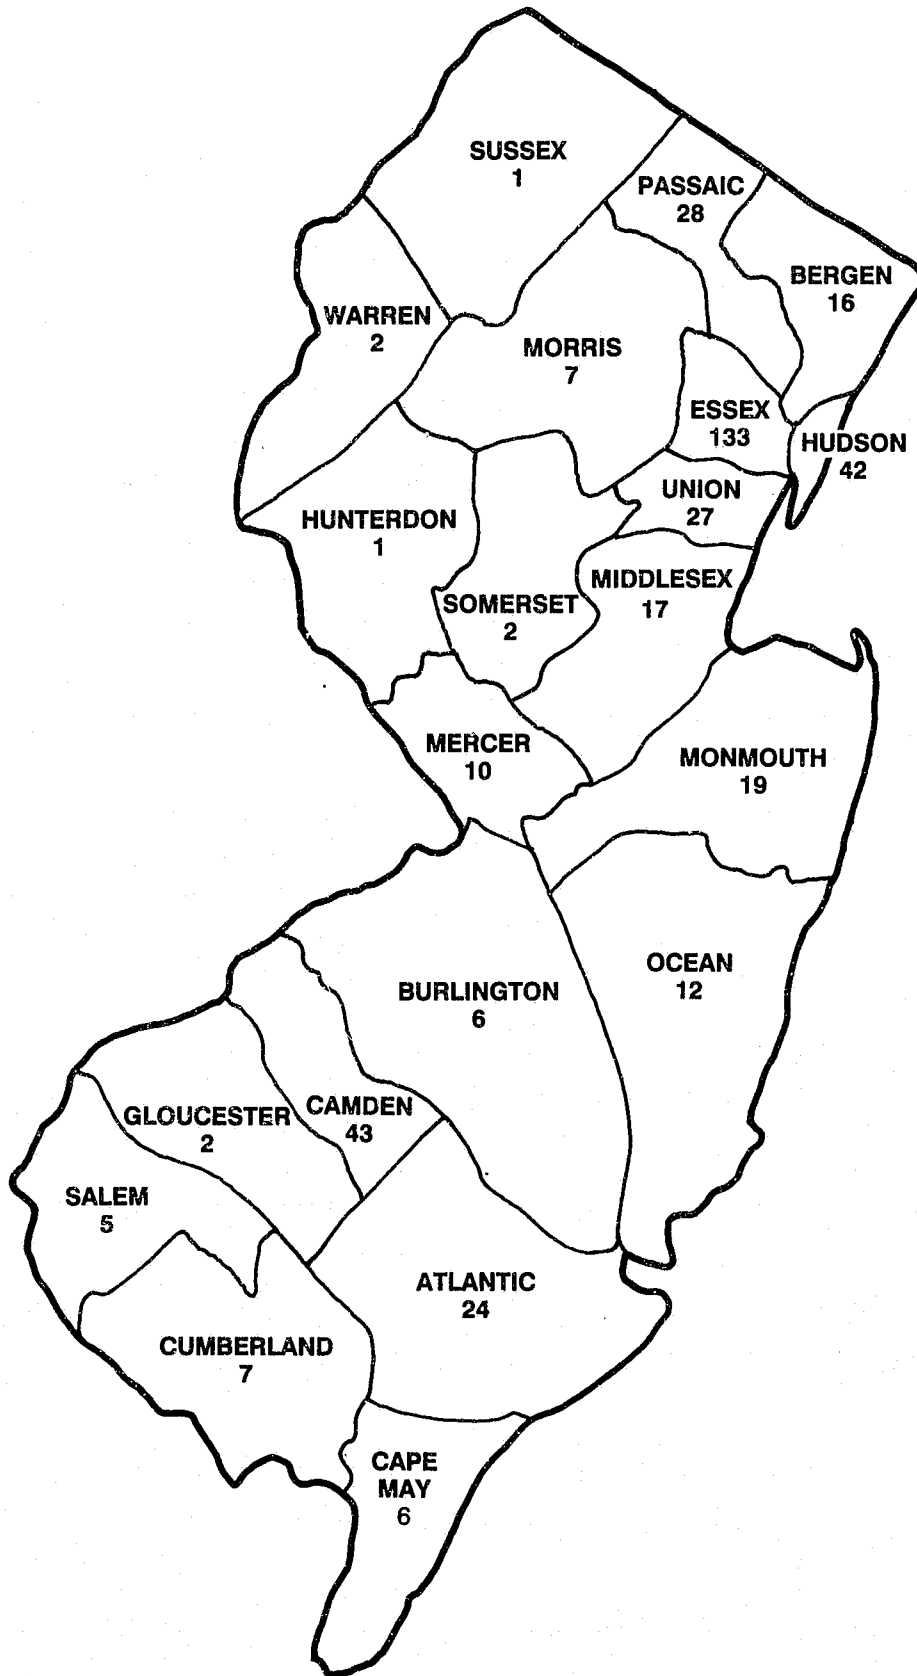 SUSSEX
1
PASSAIC
28
BERGEN
16
WARREN
2
MORRIS
7
ESSEX
133
HUDSON
42
UNION
27
HUNTERDON
1
MIDDLESEX
17
SOMERSET
2
MERCER
10
MONMOUTH
19
OCEAN
12
BURLINGTON
6
CAMDEN
43
GLOUCESTER
2
SALEM
5
ATLANTIC
24
CUMBERLAND
7
CAPE
MAY
6